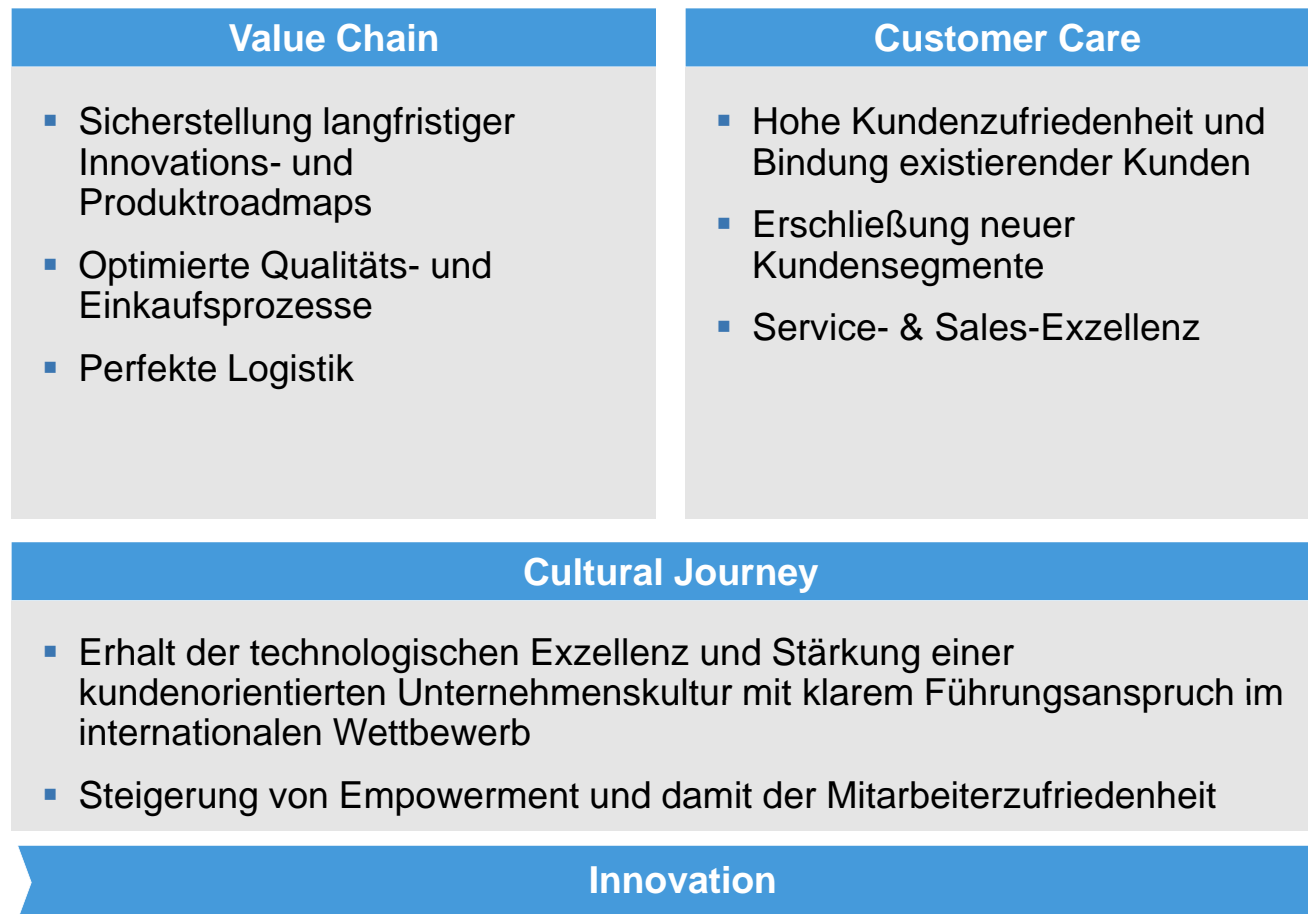 Value Chain
Sicherstellung langfristiger
Innovations- und
Produktroadmaps
Optimierte Qualitäts- und
Einkaufsprozesse
Perfekte Logistik
Customer Care
Hohe Kundenzufriedenheit und
Bindung existierender Kunden
Erschließung neuer
Kundensegmente
Service- & Sales-Exzellenz
Cultural Journey
Erhalt der technologischen Exzellenz und Stärkung einer
kundenorientierten Unternehmenskultur mit klarem Führungsanspruch im
internationalen Wettbewerb
Steigerung von Empowerment und damit der Mitarbeiterzufriedenheit
Innovation